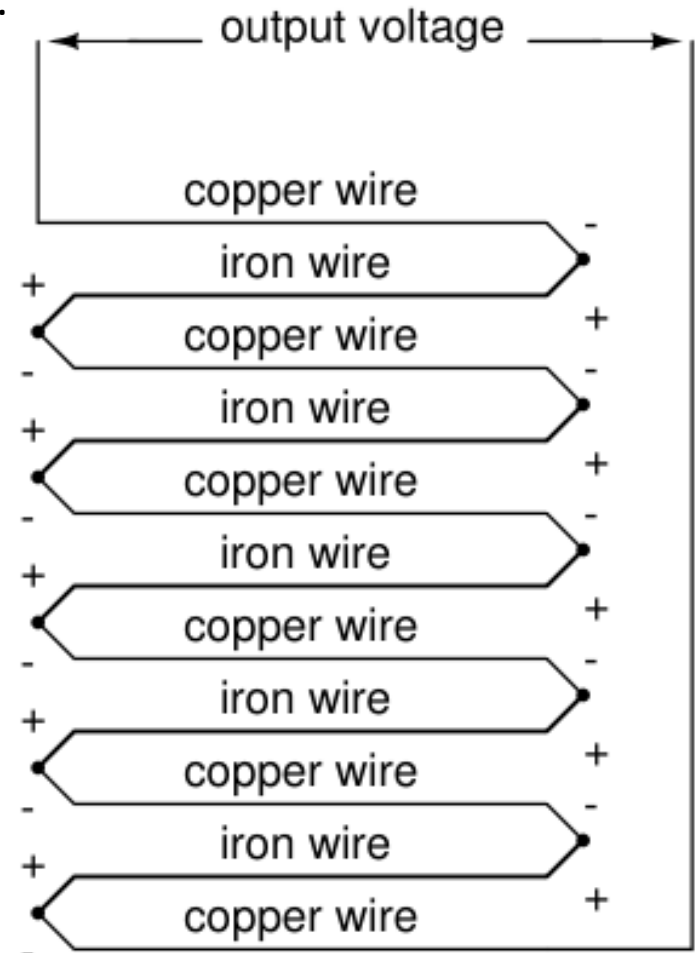 .
output voltage
copper wire
-
iron wire
+
+
copper wire
-
-
iron wire
+
+
copper wire
-
-
iron wire
+
+
copper wire
-
-
iron wire
+
+
copper wire
-
-
iron wire
+
+
copper wire
-